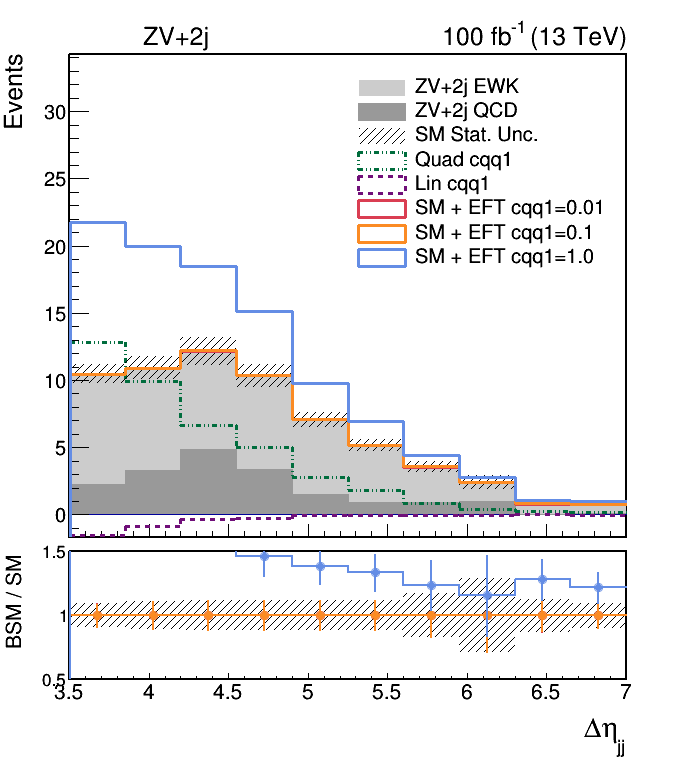 ZV+2j
100 fb-1 (13 TeV)
Events
ZV+2j EWK
ZV+2j QCD
SM Stat. Unc.
Quad cqq1
Lin cqq1
SM + EFT cqq1=0.01
SM + EFT cqq1=0.1
SM + EFT cqq1=1.0
30
25
20
15
10
5
0
BSM / SM
1.5
1
0.5
3.5 4 4.5 5 5.5 6 6.5 7
Δηjj